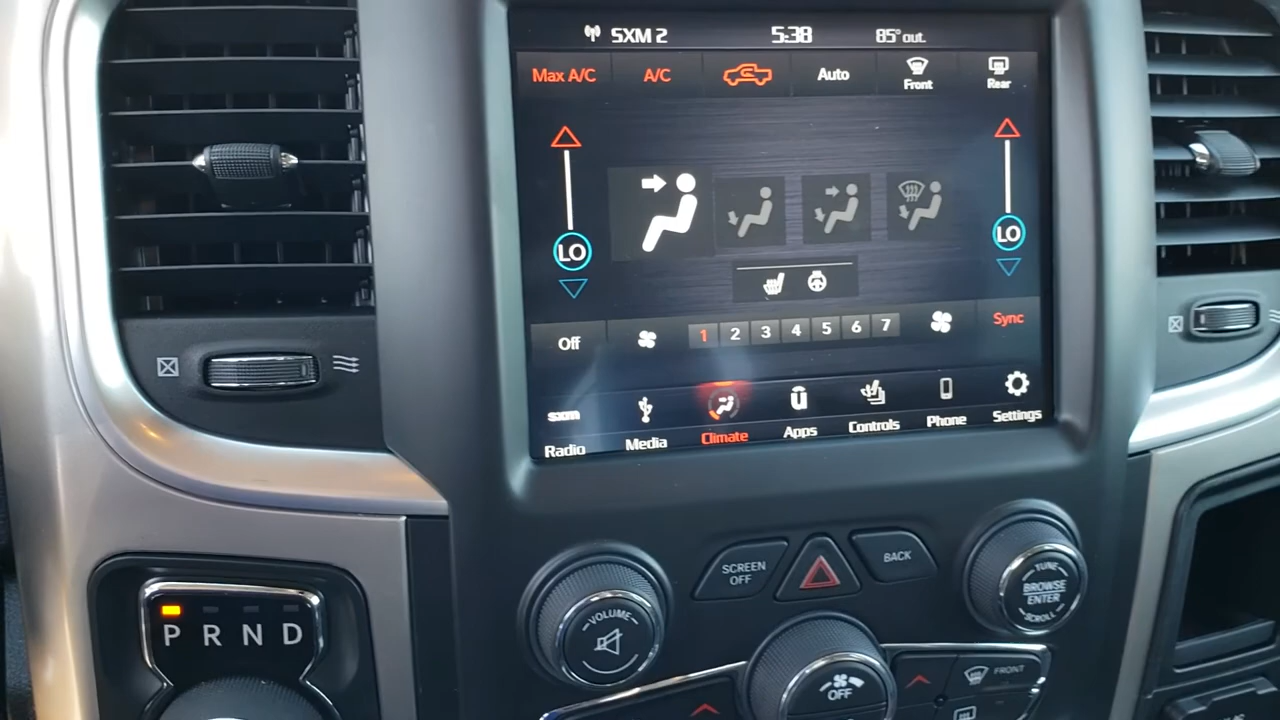 SXM 2 5:38 85° out.
Max A/C A/C Auto Front Rear
LO LO
Off 1 2 3 4 5 6 7 Sync
sxm
Radio Media Climate Apps Controls Phone Settings
SCREEN OFF BACK
VOLUME
TUNE
BROWSE
ENTER
SCROLL
P R N D
OFF
FRONT